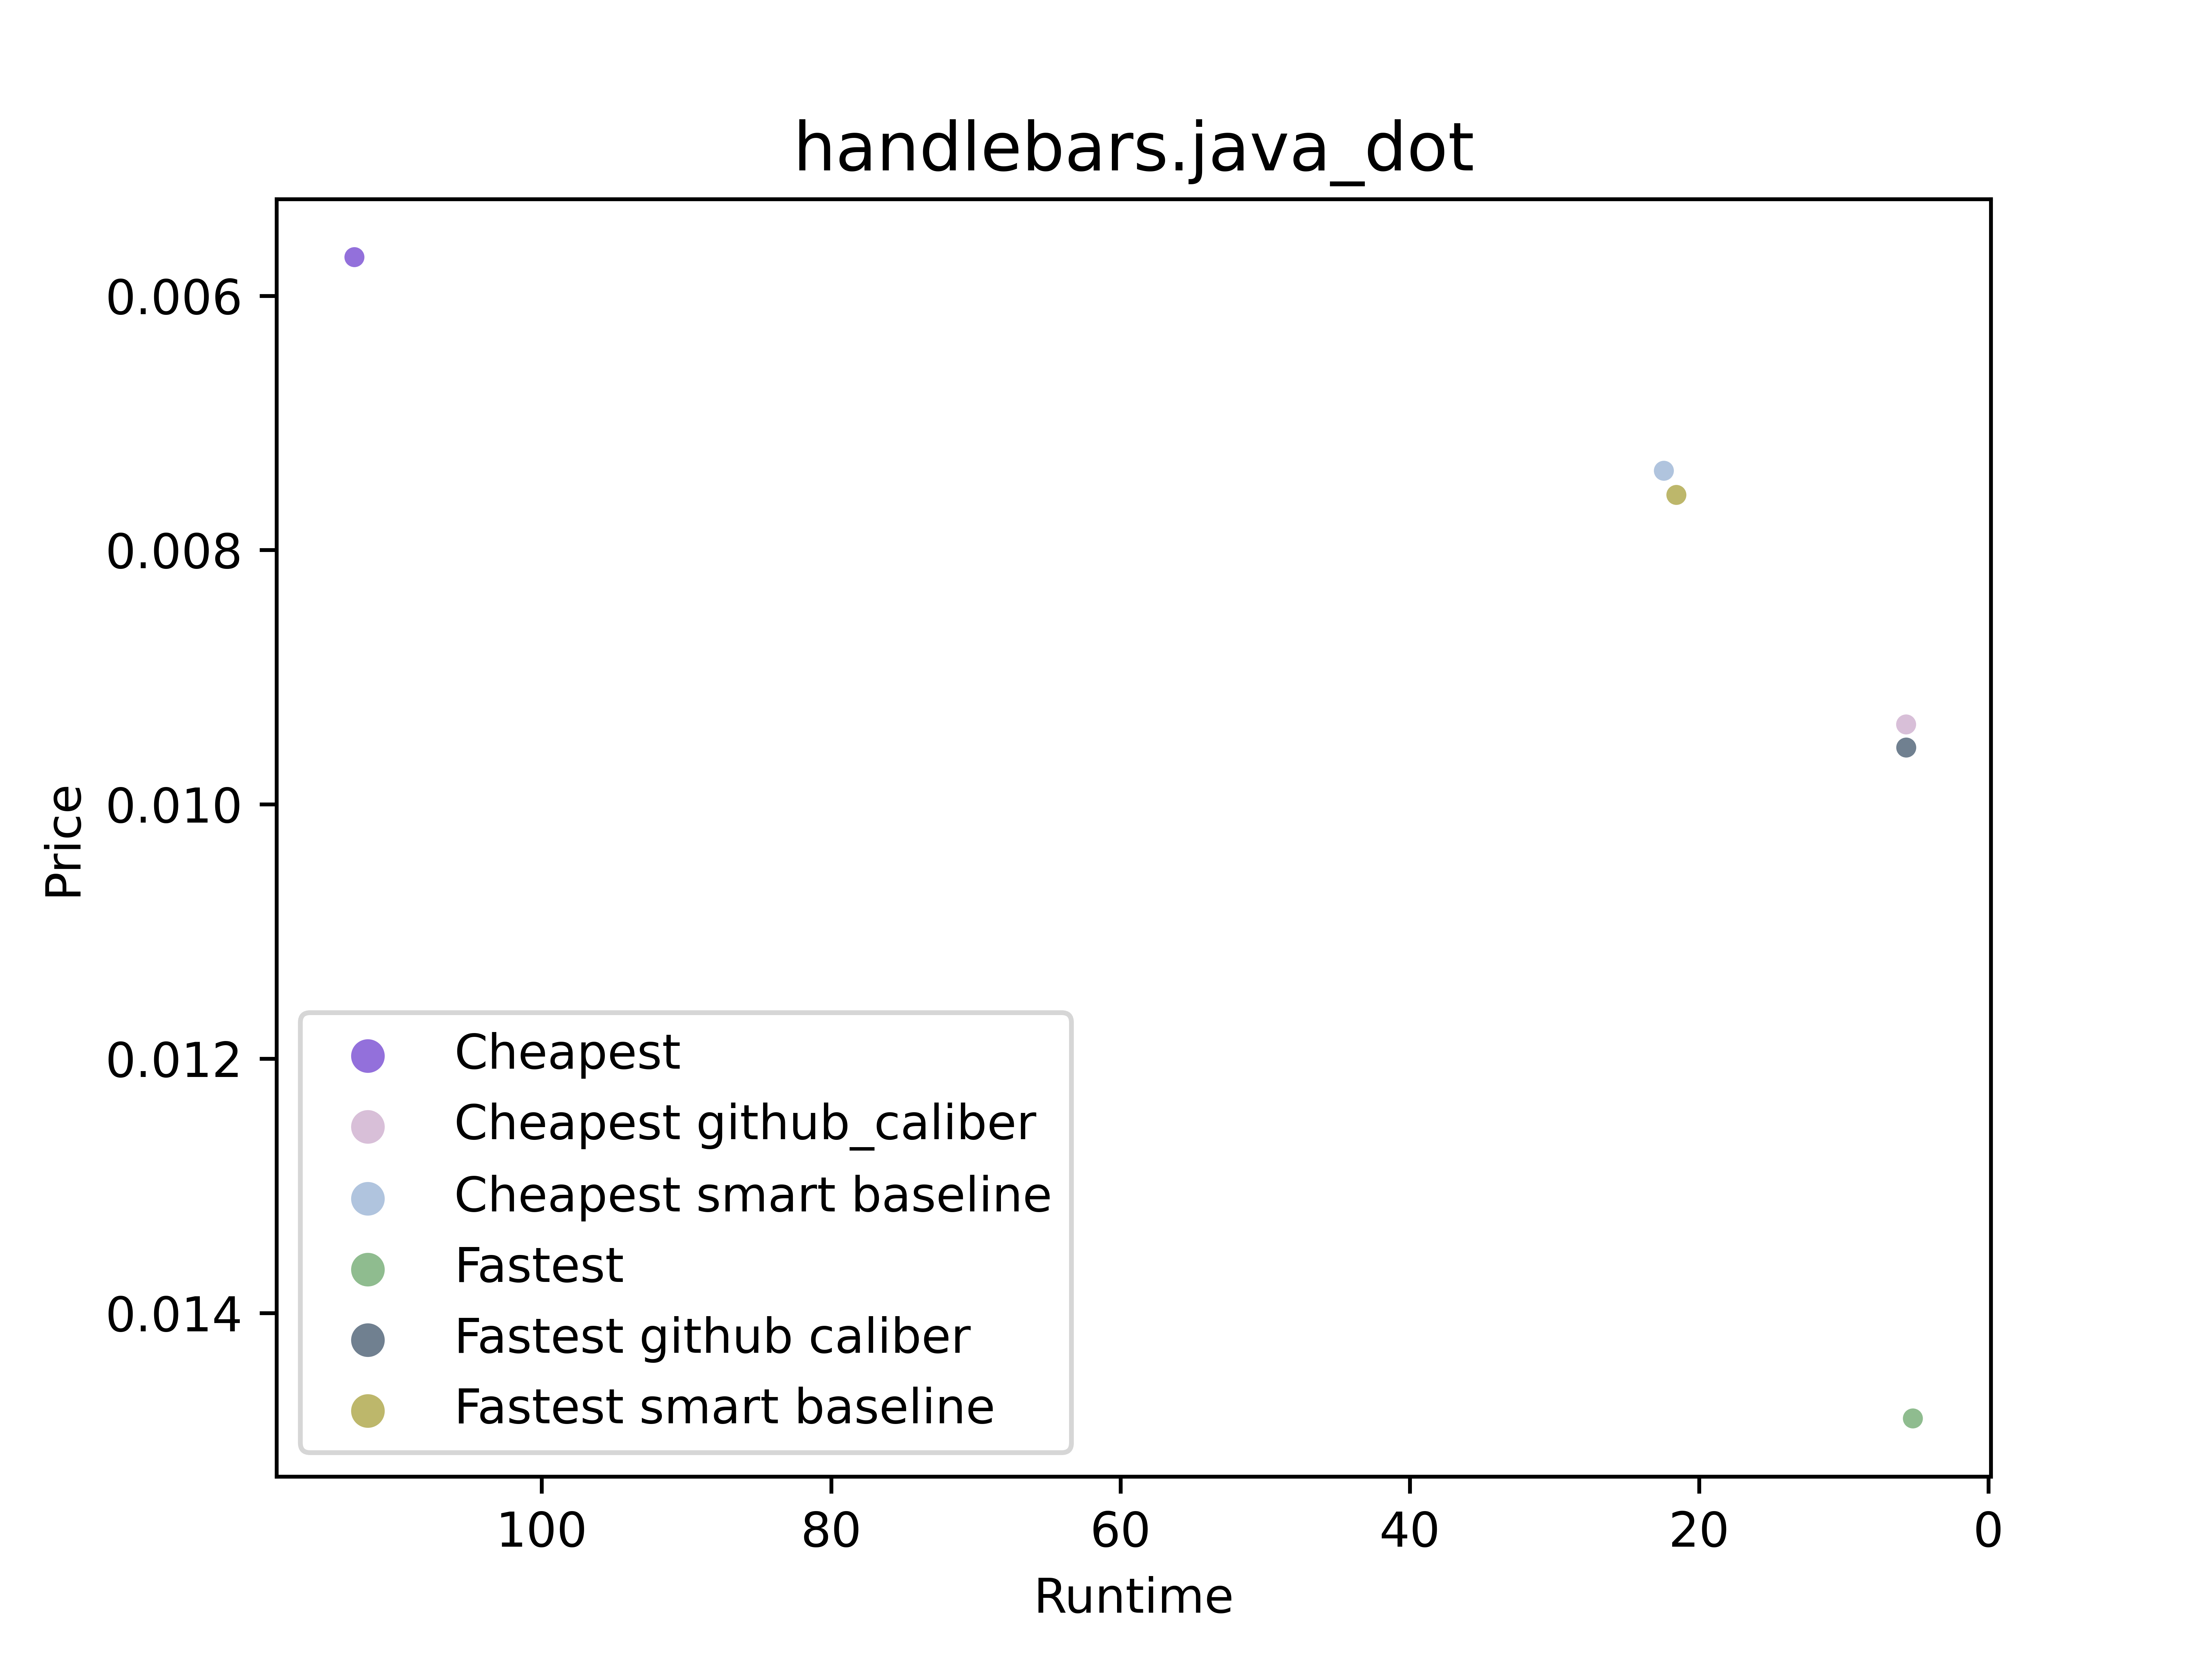 handlebars.java_dot
0.006
0.008
0.010
0.012
0.014
Price
Cheapest
Cheapest github_caliber
Cheapest smart baseline
Fastest
Fastest github caliber
Fastest smart baseline
100 80 60 40 20 0
Runtime